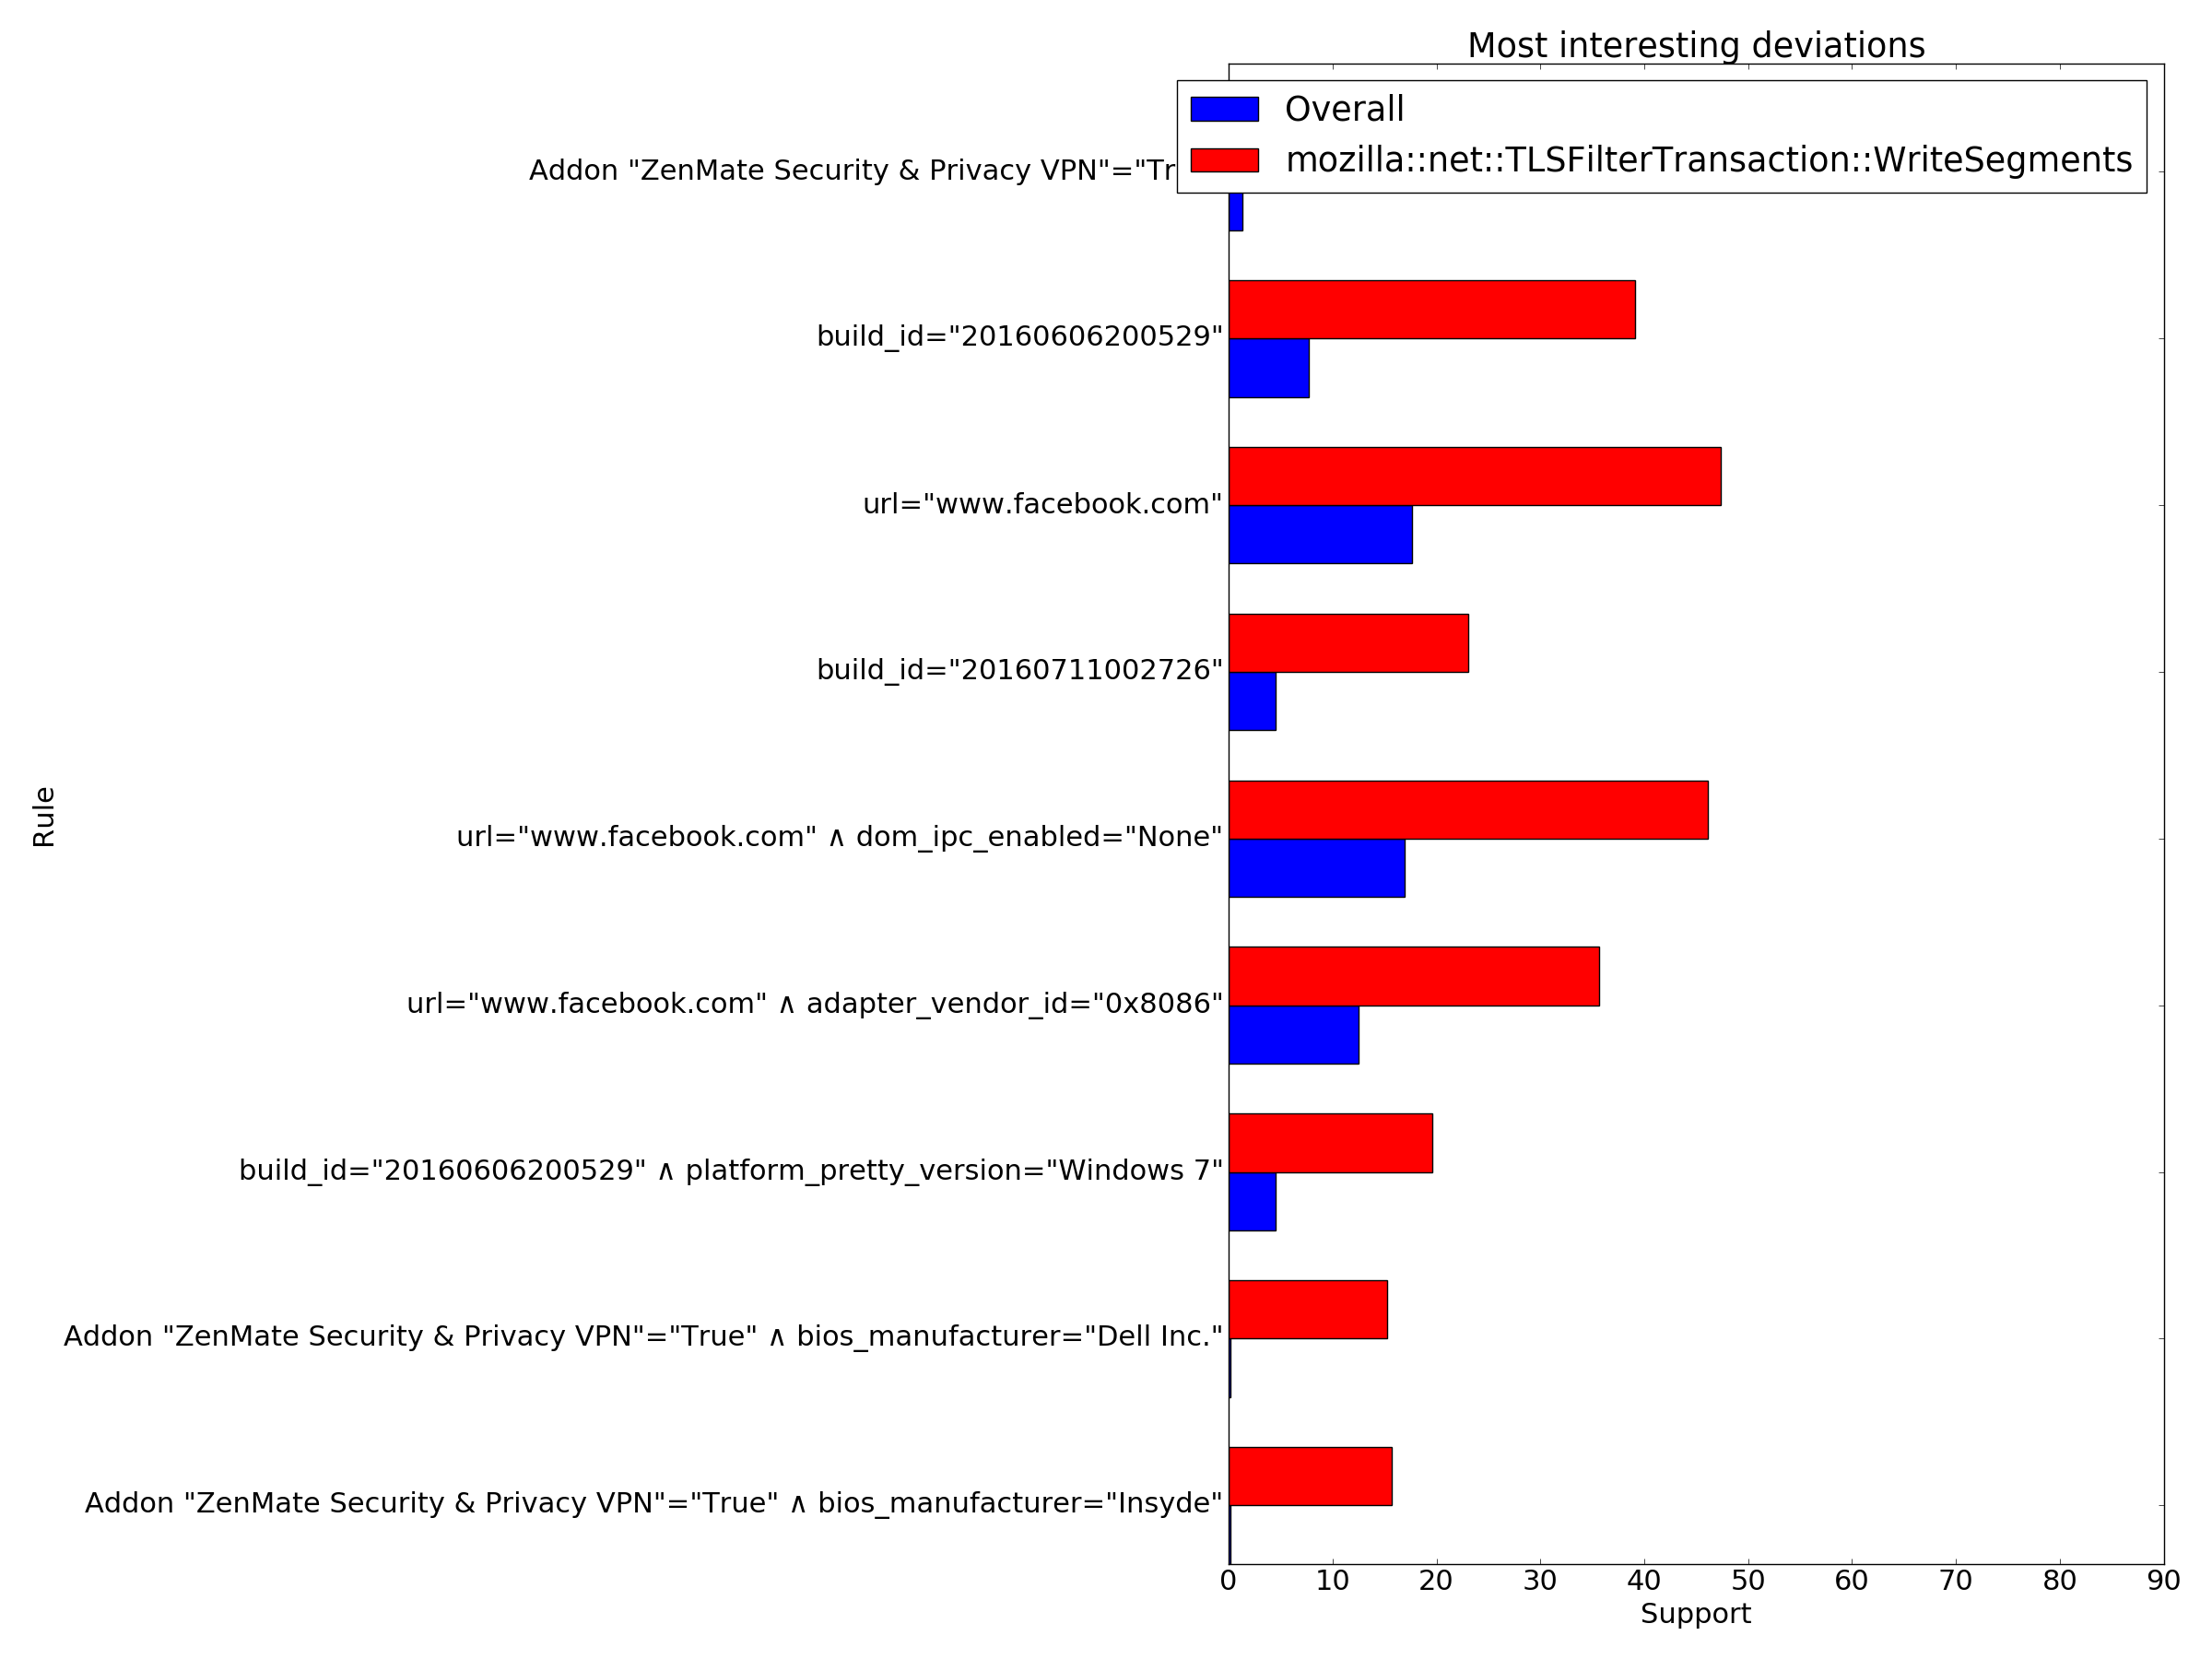 Most interesting deviations
Overall
mozilla::net::TLSFilterTransaction::WriteSegments
Addon "ZenMate Security & Privacy VPN"="Tr
build_id="20160606200529"
url="www.facebook.com"
build_id="20160711002726"
Rule
url="www.facebook.com" ∧ dom_ipc_enabled="None"
url="www.facebook.com" ∧ adapter_vendor_id="0x8086"
build_id="20160606200529" ∧ platform_pretty_version="Windows 7"
Addon "ZenMate Security & Privacy VPN"="True" ∧ bios_manufacturer="Dell Inc."
Addon "ZenMate Security & Privacy VPN"="True" ∧ bios_manufacturer="Insyde"
0 10 20 30 40 50 60 70 80 90
Support